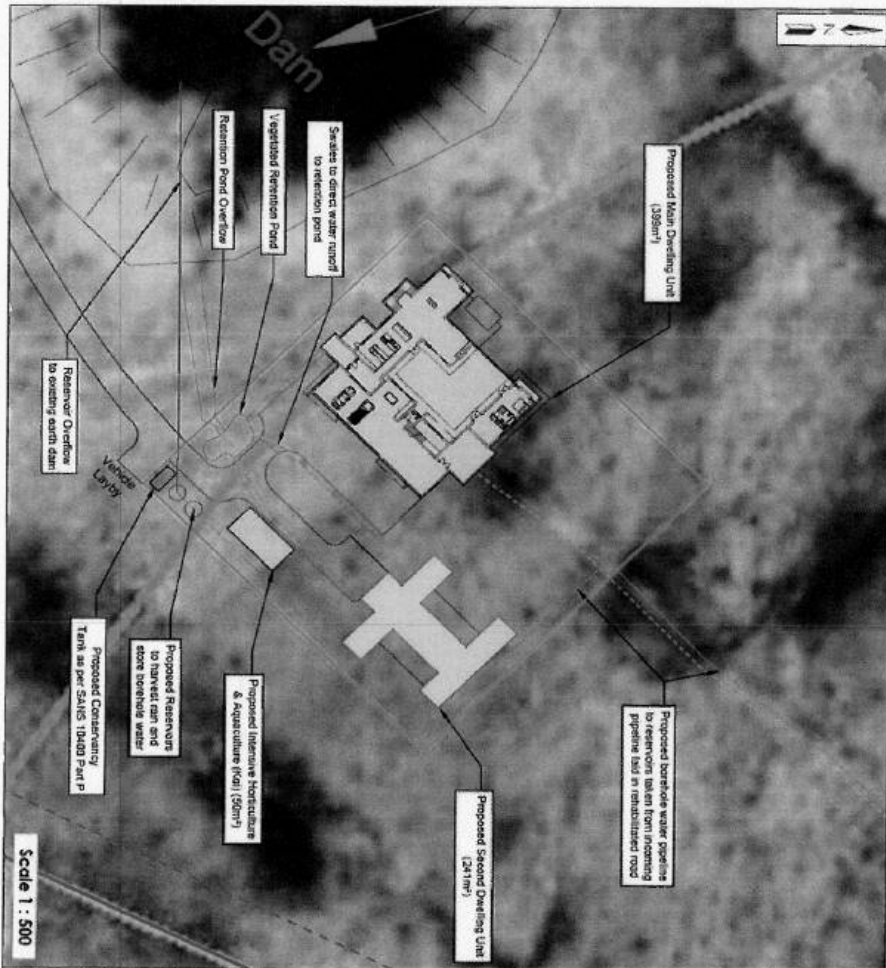 N
Dam
Proposed Main Dwelling Unit
(399m²)
Swales to direct water runoff
to retention pond
Vegetated Retention Pond
Retention Pond Overflow
Reservoir Overflow
to existing earth dam
Vehicle
Layby
Proposed borehole water pipeline
to reservoirs taken from incoming
pipeline laid in rehabilitated road
Proposed Second Dwelling Unit
(241m²)
Proposed Intensive Horticulture
& Aquaculture (Koi) (50m²)
Proposed Reservoirs
to harvest rain and
store borehole water
Proposed Conservancy
Tank as per SANS 10400 Part P
Scale 1 : 500